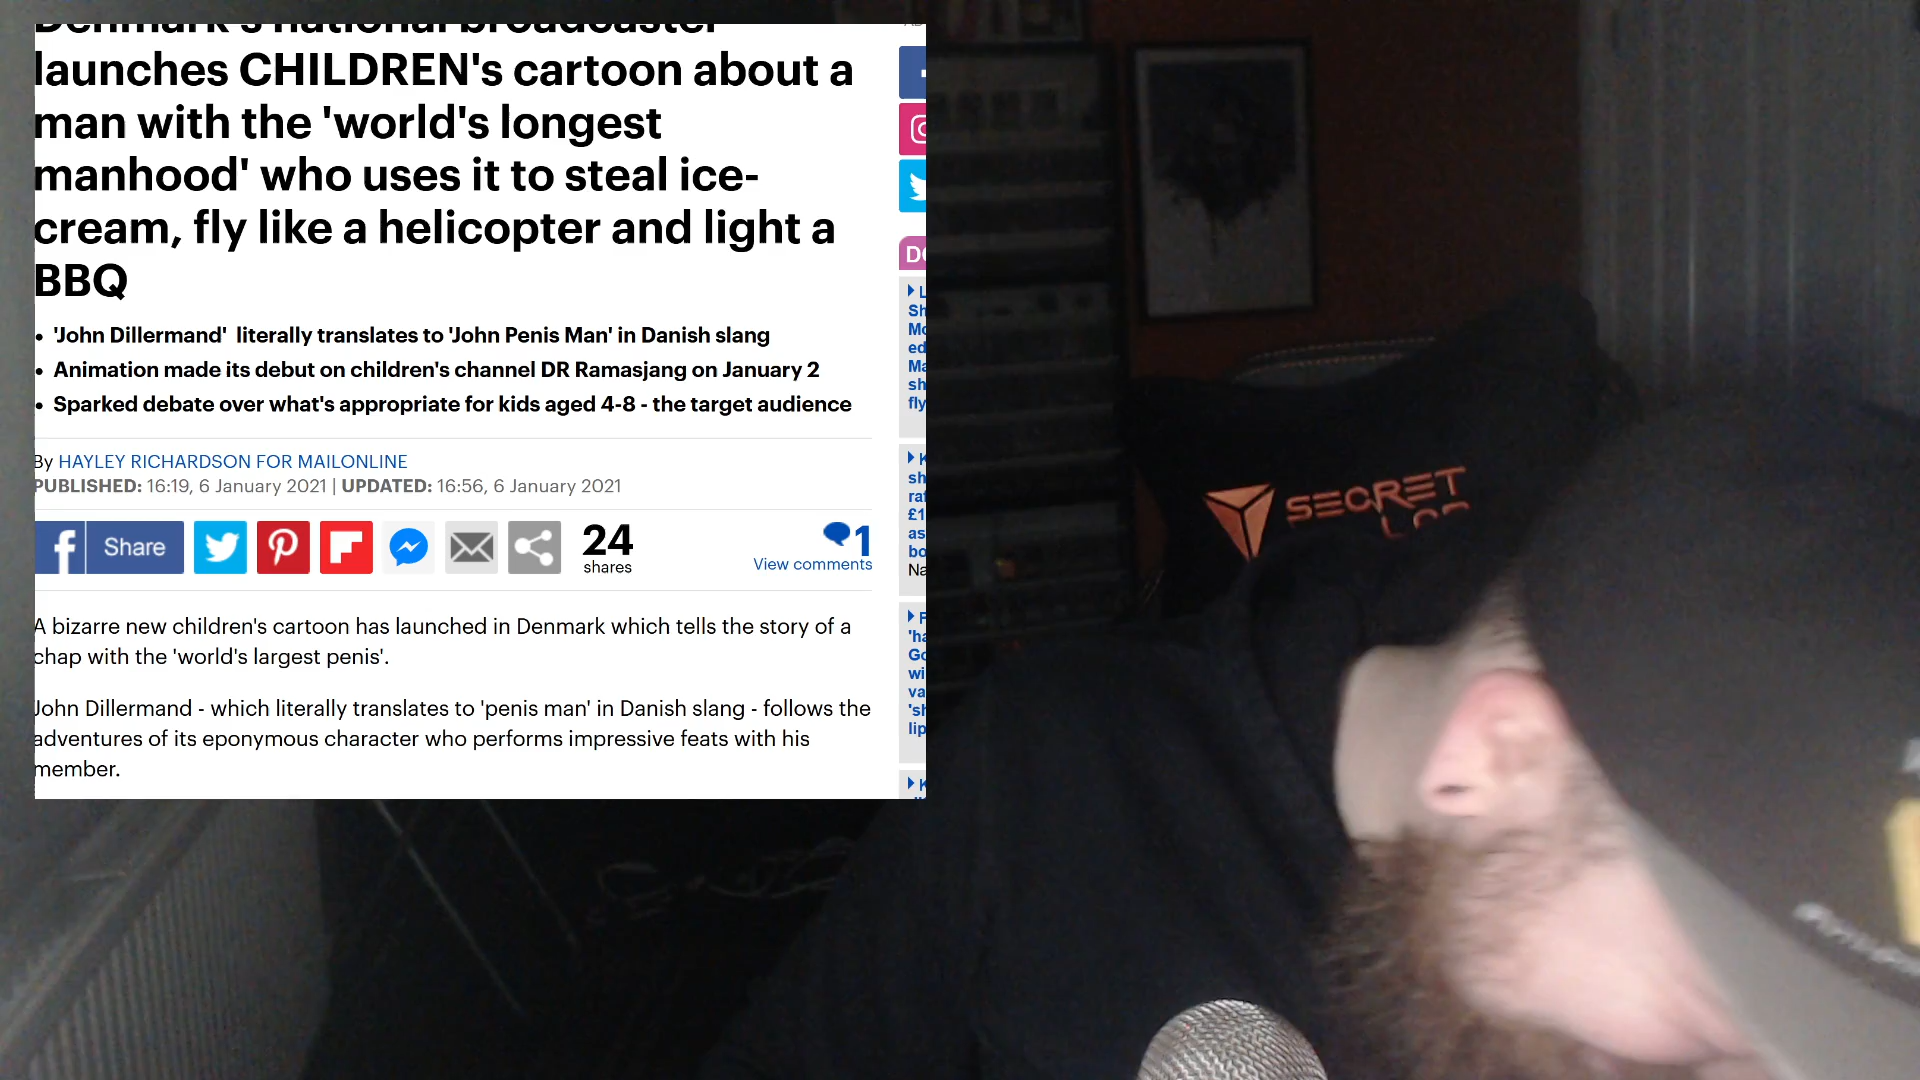 Denmark's national broadcaster
launches CHILDREN's cartoon about a
man with the 'world's longest
manhood' who uses it to steal ice-
cream, fly like a helicopter and light a
BBQ
• 'John Dillermand' literally translates to 'John Penis Man' in Danish slang
• Animation made its debut on children's channel DR Ramasjang on January 2
• Sparked debate over what's appropriate for kids aged 4-8 - the target audience
By HAYLEY RICHARDSON FOR MAILONLINE
PUBLISHED: 16:19, 6 January 2021 | UPDATED: 16:56, 6 January 2021
Share
24
shares
1
View comments
A bizarre new children's cartoon has launched in Denmark which tells the story of a
chap with the 'world's largest penis'.
John Dillermand - which literally translates to 'penis man' in Danish slang - follows the
adventures of its eponymous character who performs impressive feats with his
member.
SECRET